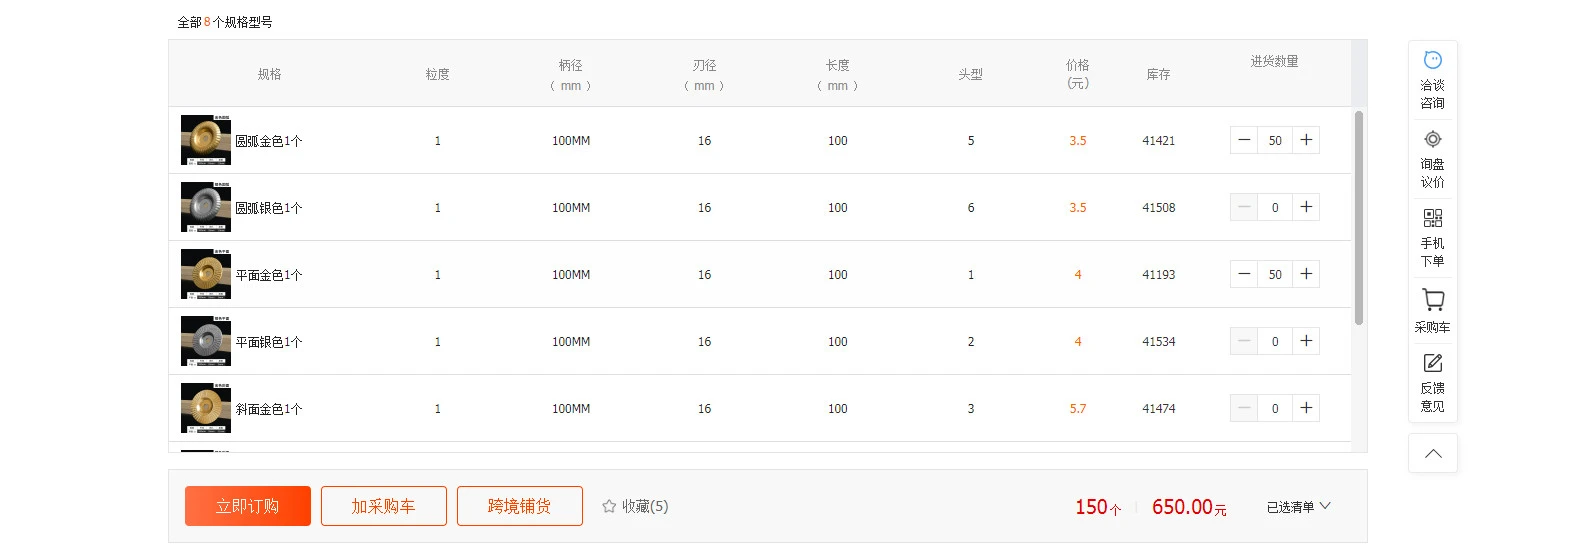 全部8个规格型号
规格 粒度 柄径 刃径 长度 头型 价格 库存 进货数量
（mm） （mm） （mm） (元)
圆弧金色1个 1 100MM 16 100 5 3.5 41421 50
圆弧银色1个 1 100MM 16 100 6 3.5 41508 0
平面金色1个 1 100MM 16 100 1 4 41193 50
平面银色1个 1 100MM 16 100 2 4 41534 0
斜面金色1个 1 100MM 16 100 3 5.7 41474 0
立即订购 加采购车 跨境铺货 收藏(5) 150个 650.00元 已选清单
洽谈
咨询
询盘
议价
手机
下单
采购车
反馈
意见